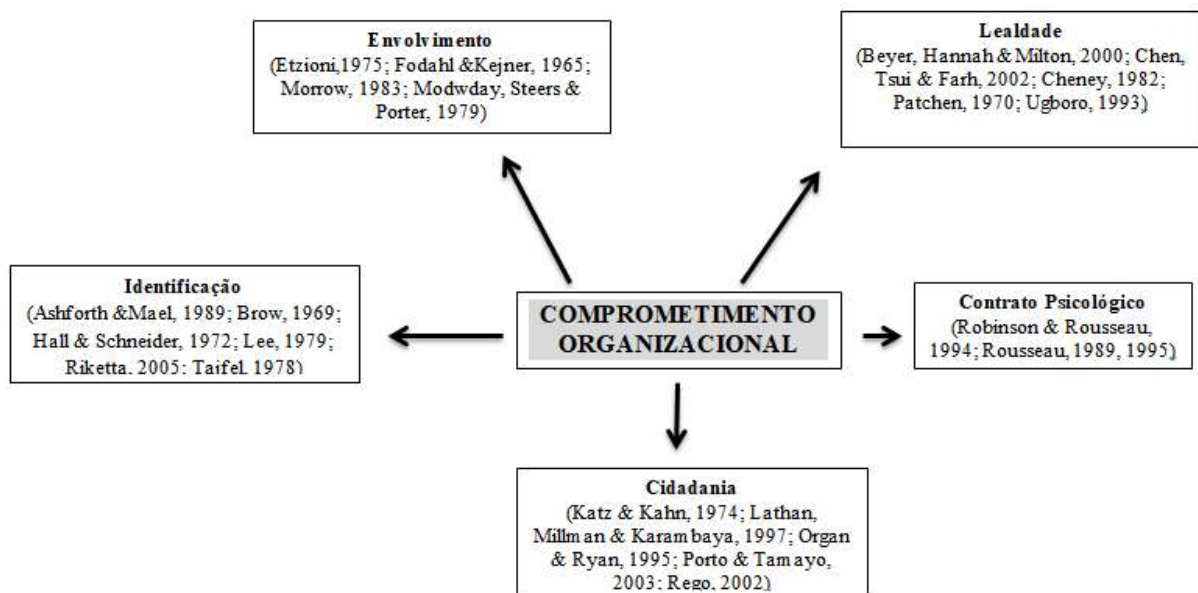 Envolvimento
(Etzioni,1975; Fodahl &Kejner, 1965;
Morrow, 1983; Modwday, Steers &
Porter, 1979)
Lealdade
(Beyer, Hannah & Milton, 2000; Chen,
Tsui & Farh, 2002; Cheney, 1982;
Patchen, 1970; Ugboro, 1993)
Identificação
(Ashforth &Mael, 1989; Brow, 1969;
Hall & Schneider, 1972; Lee, 1979;
Riketta, 2005; Tajfel, 1978)
COMPROMETIMENTO
ORGANIZACIONAL
Contrato Psicológico
(Robinson & Rousseau,
1994; Rousseau, 1989, 1995)
Cidadania
(Katz & Kahn, 1974; Lathan,
Millman & Karambaya, 1997; Organ
& Ryan, 1995; Porto & Tamayo,
2003; Rego, 2002)